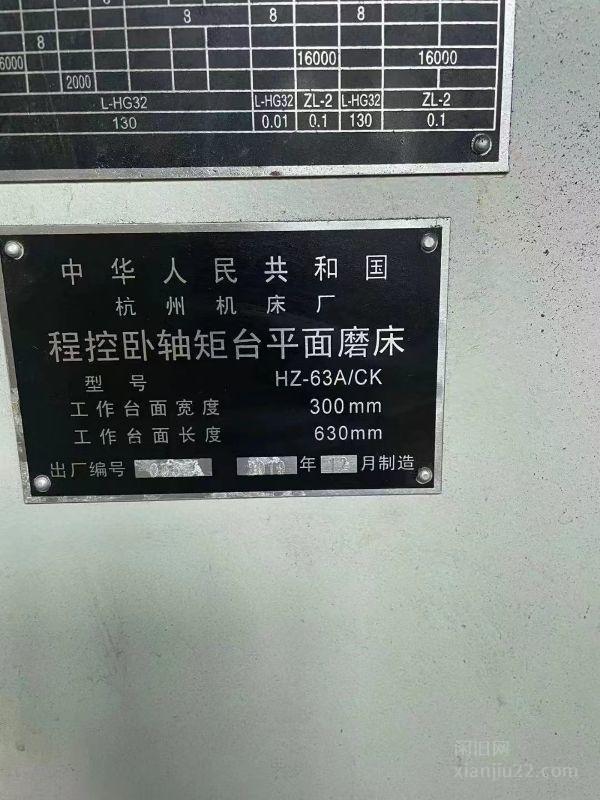 3 8 8
8
6000 16000 16000
2000
L-HG32 L-HG32 ZL-2 L-HG32 ZL-2
130 0.01 0.1 130 0.1
中华人民共和国
杭州机床厂
程控卧轴矩台平面磨床
型号 HZ-63A/CK
工作台面宽度 300mm
工作台面长度 630mm
出厂编号 年 12 月制造
闲旧网
xianjiu22.com